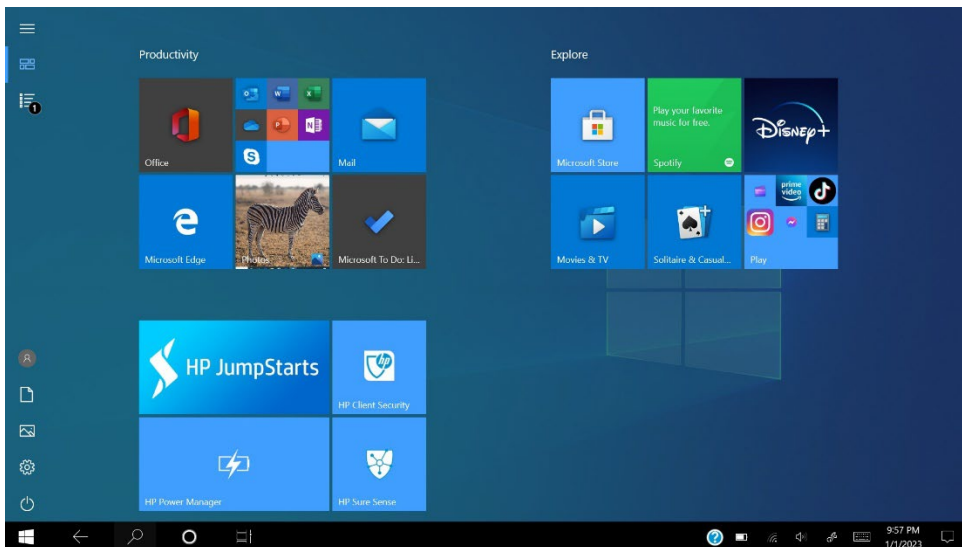 Productivity
Explore
Office
Mail
Microsoft Edge
Photos
Microsoft To Do: Li...
Microsoft Store
Play your favorite
music for free.
Spotify
Disney+
Movies & TV
Solitaire & Casual...
prime
video
Play
HP JumpStarts
hp
HP Client Security
HP Power Manager
HP Sure Sense
1
9:57 PM
1/1/2023